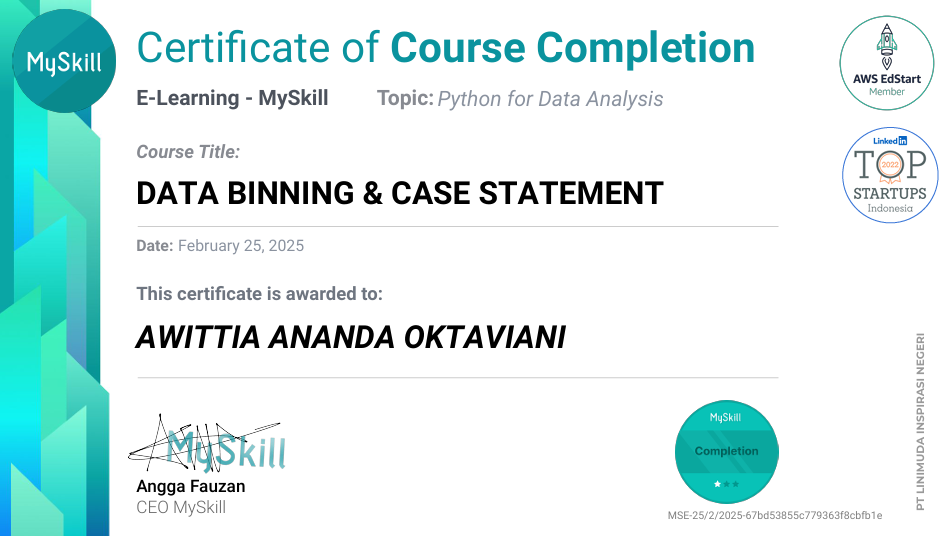 MySkill
Certificate of Course Completion
E-Learning - MySkill Topic: Python for Data Analysis
Course Title:
DATA BINNING & CASE STATEMENT
Date: February 25, 2025
This certificate is awarded to:
AWITTIA ANANDA OKTAVIANI
MySkill
Angga Fauzan
CEO MySkill
MySkill
Completion
MSE-25/2/2025-67bd53855c779363f8cbfb1e
AWS EdStart
Member
LinkedIn
TOP
2022
STARTUPS
Indonesia
PT LINIMUDA INSPIRASI NEGERI